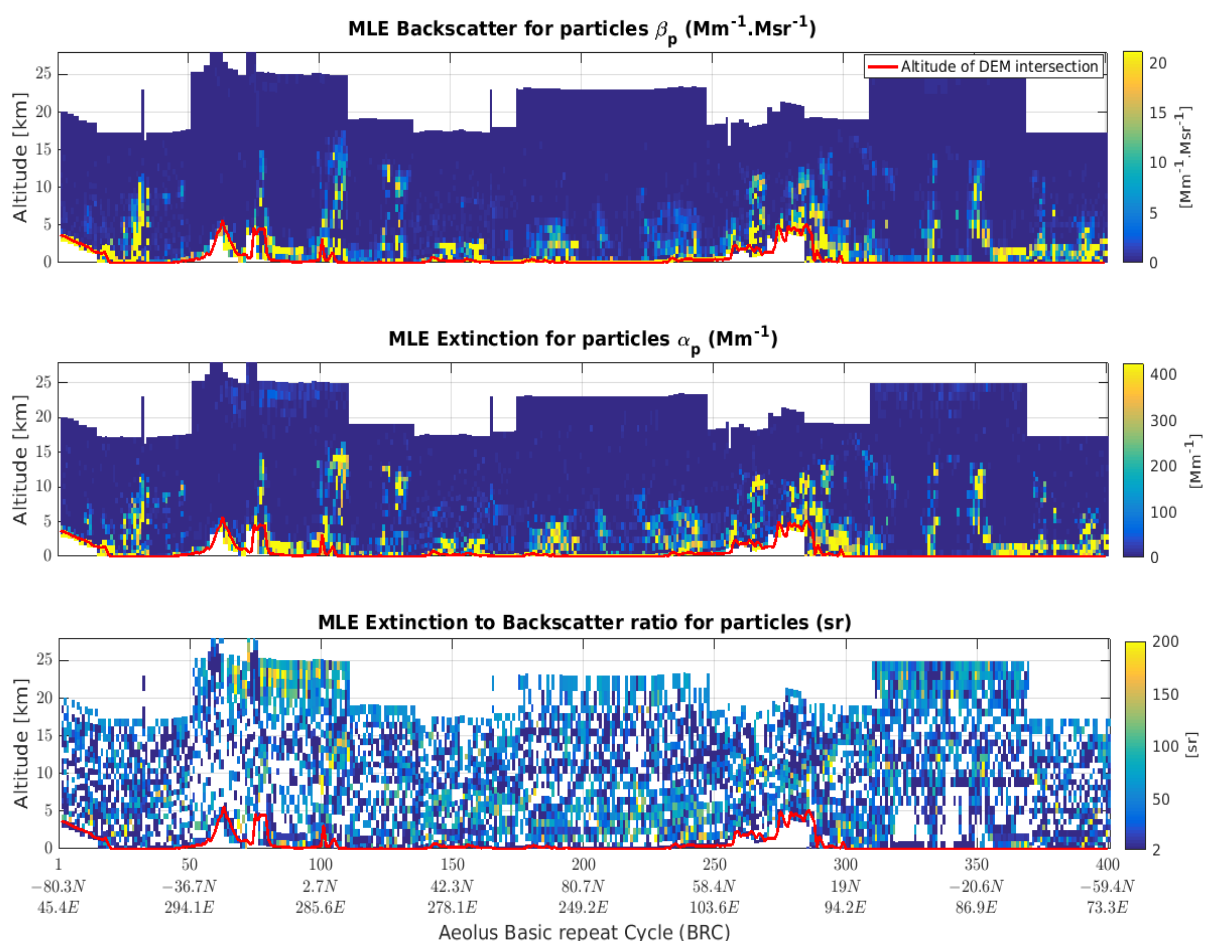 MLE Backscatter for particles βp (Mm-1.Msr-1)
Altitude of DEM intersection
Altitude [km]
25
20
15
10
5
0
20
15
10
5
0
[Mm-1.Msr-1]
MLE Extinction for particles αp (Mm-1)
Altitude [km]
25
20
15
10
5
0
400
300
200
100
0
[Mm-1]
MLE Extinction to Backscatter ratio for particles (sr)
Altitude [km]
25
20
15
10
5
0
200
150
100
50
2
[sr]
1 50 100 150 200 250 300 350 400
−80.3N −36.7N 2.7N 42.3N 80.7N 58.4N 19N −20.6N −59.4N
45.4E 294.1E 285.6E 278.1E 249.2E 103.6E 94.2E 86.9E 73.3E
Aeolus Basic repeat Cycle (BRC)